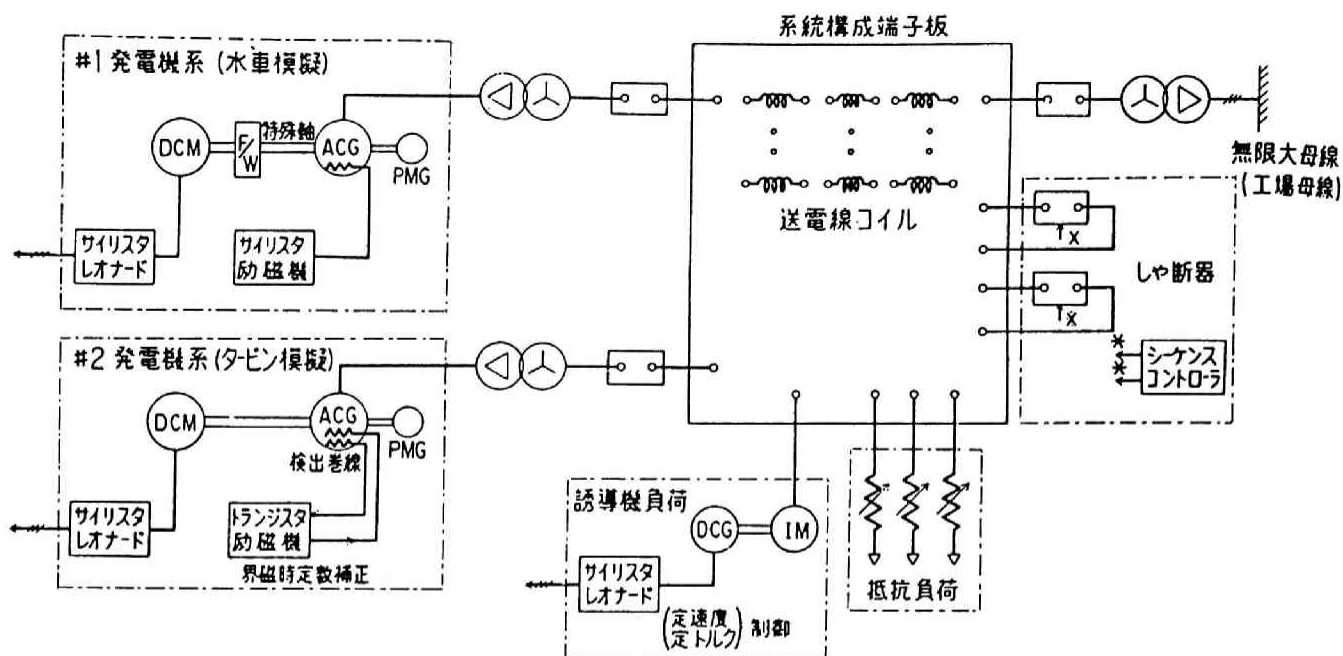 系統構成端子板
#1 発電機系 (水車模擬)
DCM
F/W
特殊軸
ACG
PMG
サイリスタ
レオナード
サイリスタ
励磁機
送電線コイル
無限大母線
(工場母線)
X
X
しゃ断器
シーケンス
コントローラ
#2 発電機系 (タービン模擬)
DCM
ACG
PMG
検出巻線
サイリスタ
レオナード
トランジスタ
励磁機
界磁時定数補正
誘導機負荷
DCG
IM
サイリスタ
レオナード
(定速度
定トルク) 制御
抵抗負荷